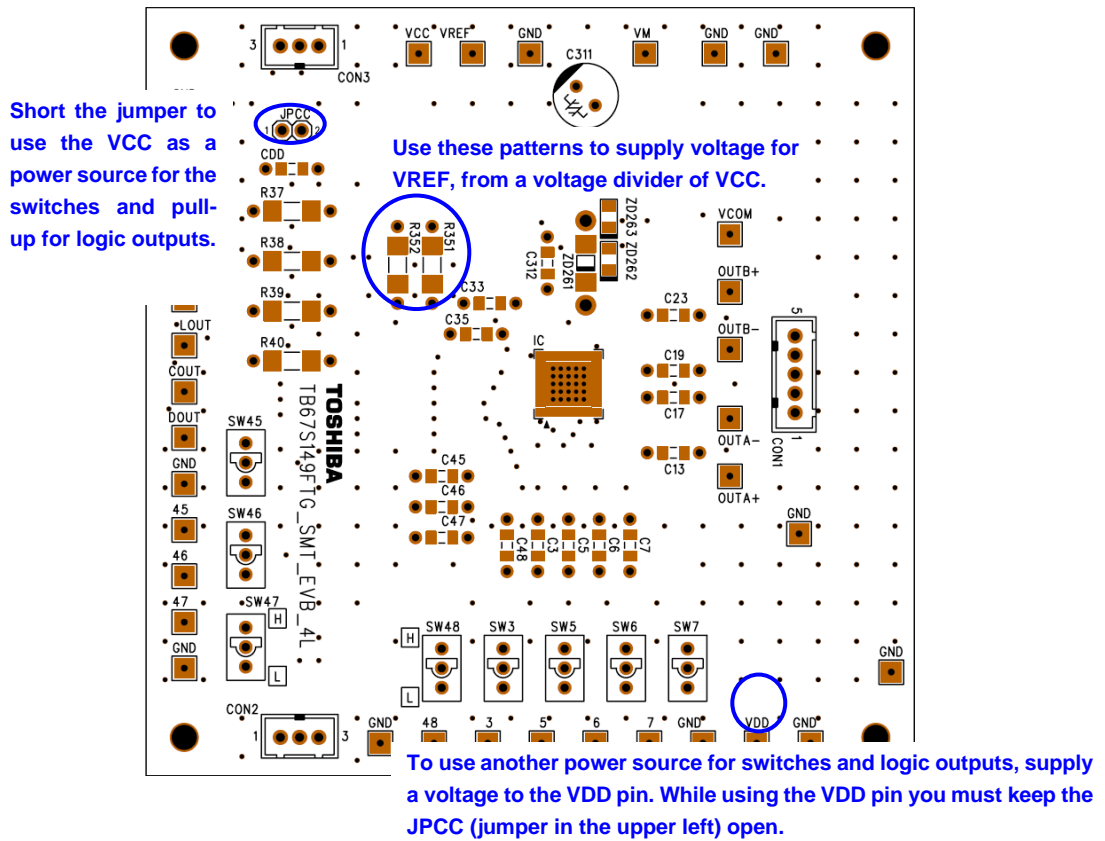 VCC
VREF
GND
VM
GND
GND
3
1
CON3
C311
Short the jumper to
use the VCC as a
power source for the
switches and pull-
up for logic outputs.
JPCC
1
2
Use these patterns to supply voltage for
VREF, from a voltage divider of VCC.
CDD
R37
R38
R39
R40
R352
R351
C33
C35
C312
ZD261
ZD263
ZD262
VCOM
OUTB+
OUTB-
C23
C19
C17
C13
OUTA-
OUTA+
5
1
CON1
IC
LOUT
COUT
DOUT
GND
45
46
47
GND
SW45
SW46
SW47
H
L
TOSHIBA
TB67S149FTG_SMT_EVB_4L
C45
C46
C47
C48
C3
C5
C6
C7
GND
GND
H
L
SW48
SW3
SW5
SW6
SW7
CON2
1
3
GND
48
3
5
6
7
GND
VDD
GND
To use another power source for switches and logic outputs, supply
a voltage to the VDD pin. While using the VDD pin you must keep the
JPCC (jumper in the upper left) open.